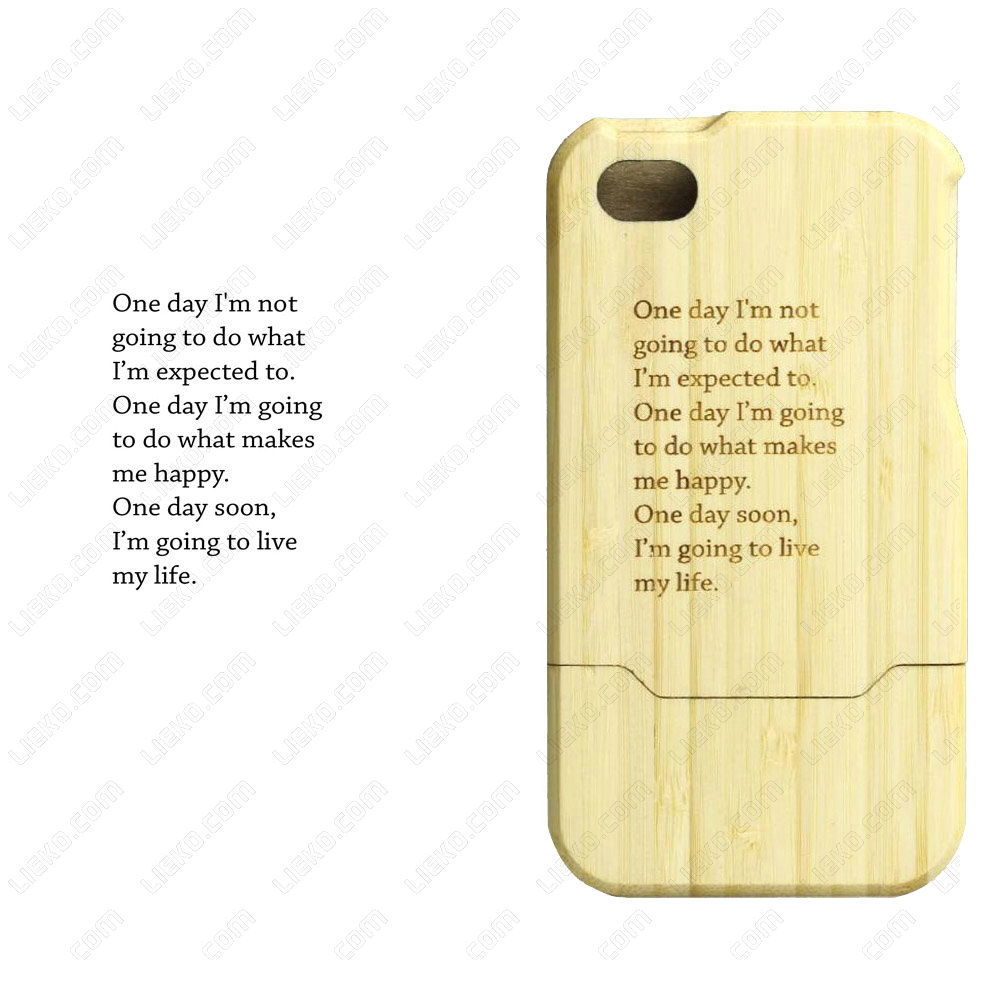 One day I'm not
going to do what
I’m expected to.
One day I’m going
to do what makes
me happy.
One day soon,
I’m going to live
my life.
One day I'm not
going to do what
I’m expected to.
One day I’m going
to do what makes
me happy.
One day soon,
I’m going to live
my life.
LIEKO.COM